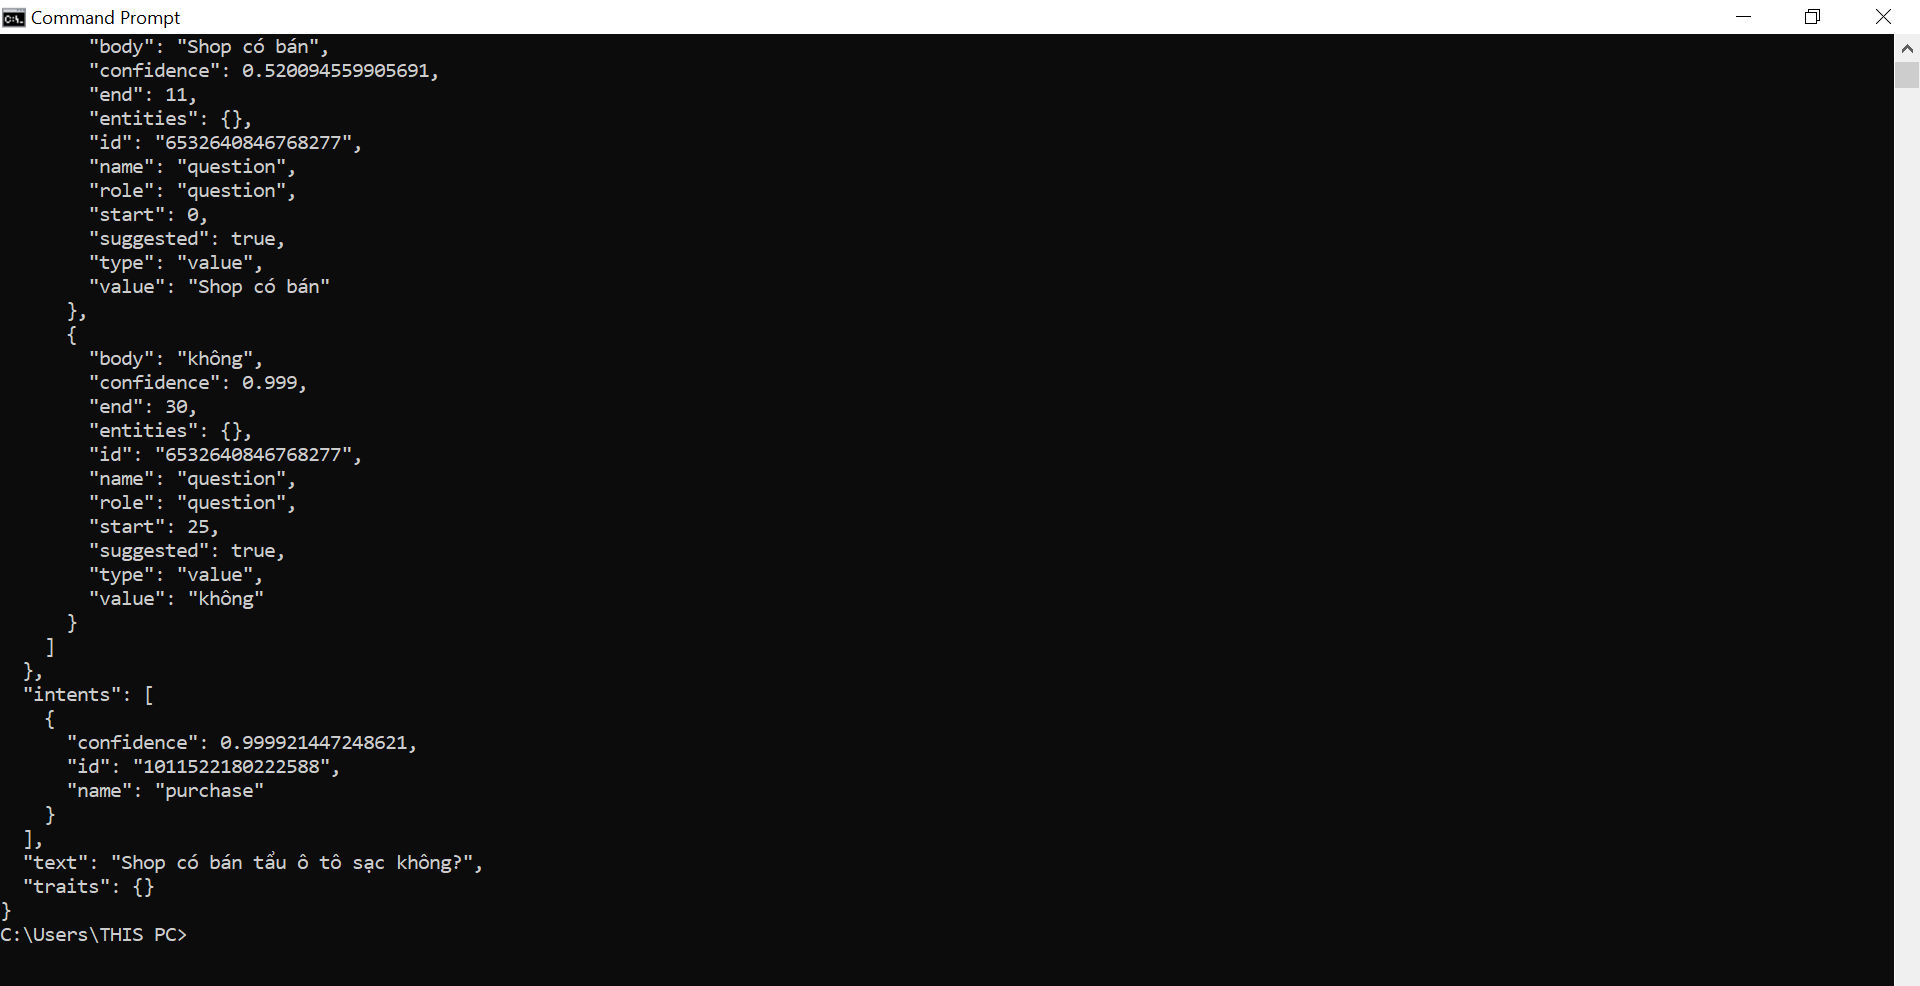 Command Prompt
"body": "Shop có bán",
"confidence": 0.520094559905691,
"end": 11,
"entities": {},
"id": "6532640846768277",
"name": "question",
"role": "question",
"start": 0,
"suggested": true,
"type": "value",
"value": "Shop có bán"
},
{
"body": "không",
"confidence": 0.999,
"end": 30,
"entities": {},
"id": "6532640846768277",
"name": "question",
"role": "question",
"start": 25,
"suggested": true,
"type": "value",
"value": "không"
}
]
},
"intents": [
{
"confidence": 0.999921447248621,
"id": "1011522180222588",
"name": "purchase"
}
],
"text": "Shop có bán tẩu ô tô sạc không?",
"traits": {}
}
C:\Users\THIS PC>